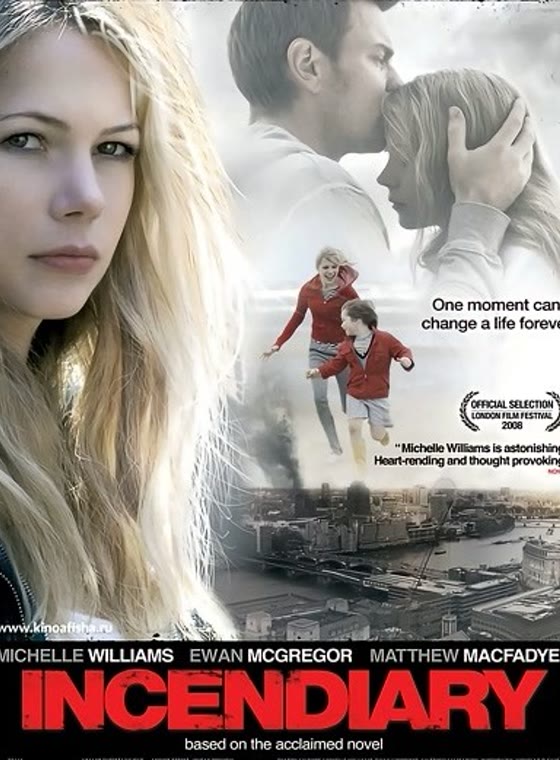 One moment can
change a life foreve
OFFICIAL SELECTION
LONDON FILM FESTIVAL
2008
"Michelle Williams is astonishing
Heart-rending and thought provoking
www.kinoafisha.ru
MICHELLE WILLIAMS EWAN MCGREGOR MATTHEW MACFADYE
INCENDIARY
based on the acclaimed novel